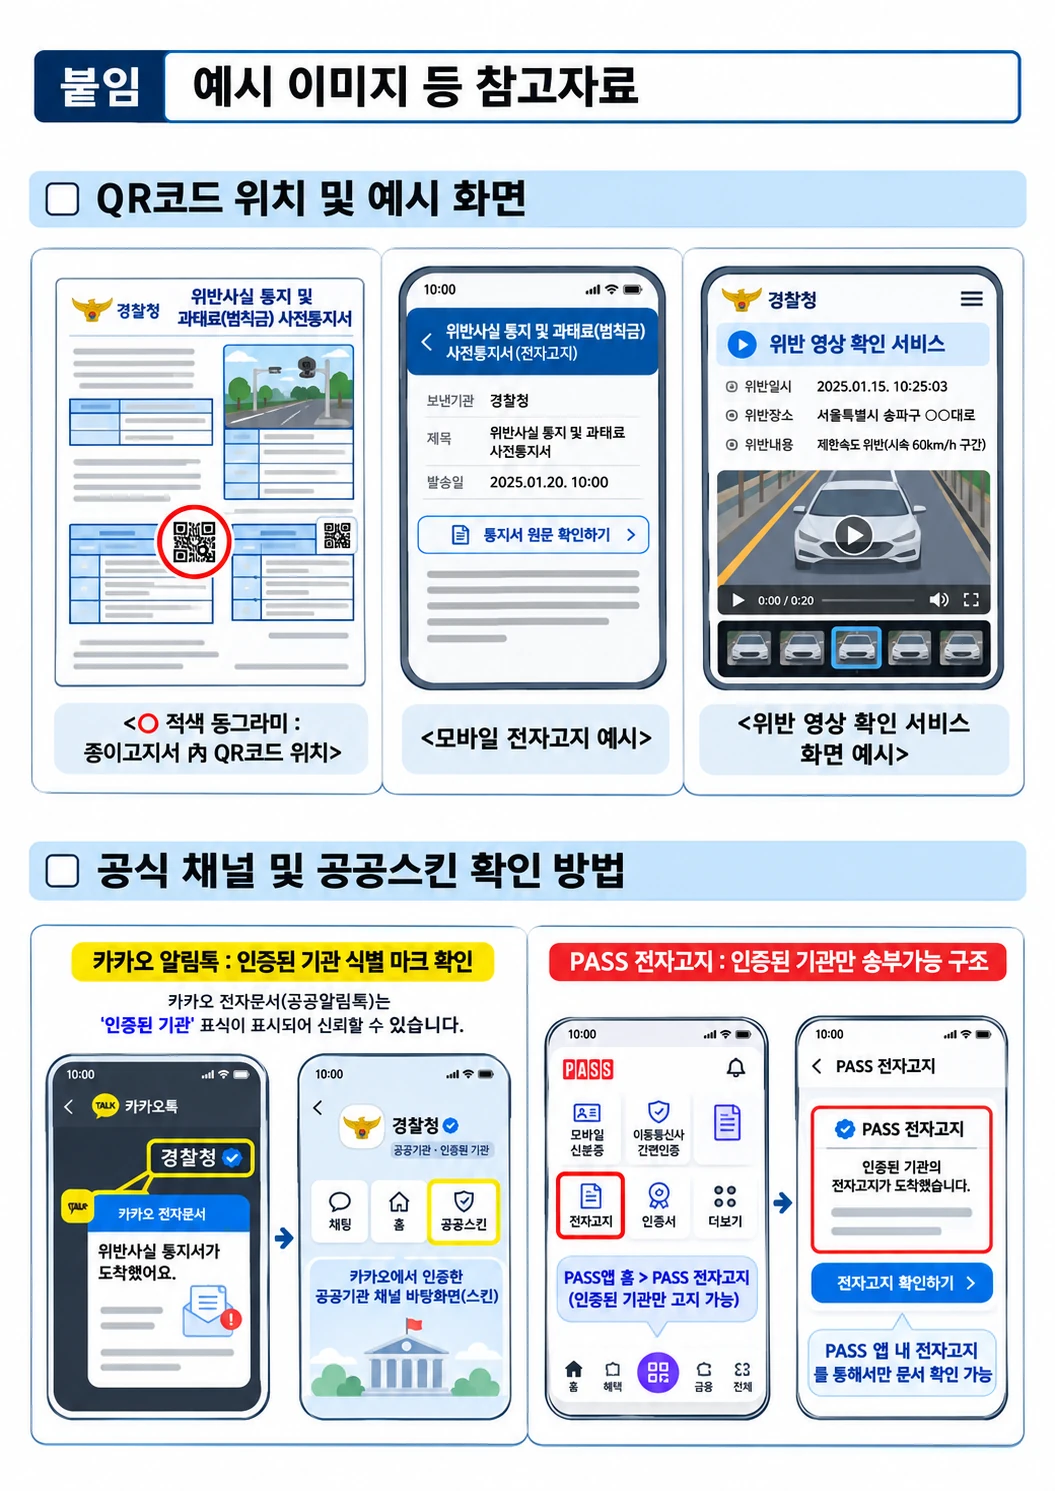 붙임
예시 이미지 등 참고자료
QR코드 위치 및 예시 화면
경찰청
위반사실 통지 및
과태료(범칙금) 사전통지서
<○ 적색 동그라미 :
종이고지서 內 QR코드 위치>
10:00
위반사실 통지 및 과태료(범칙금)
사전통지서(전자고지)
보낸기관 경찰청
제목 위반사실 통지 및 과태료
사전통지서
발송일 2025.01.20. 10:00
통지서 원문 확인하기
<모바일 전자고지 예시>
경찰청
위반 영상 확인 서비스
위반일시 2025.01.15. 10:25:03
위반장소 서울특별시 송파구 ○○대로
위반내용 제한속도 위반(시속 60km/h 구간)
0:00 / 0:20
<위반 영상 확인 서비스
화면 예시>
공식 채널 및 공공스킨 확인 방법
카카오 알림톡 : 인증된 기관 식별 마크 확인
카카오 전자문서(공공알림톡)는
'인증된 기관' 표식이 표시되어 신뢰할 수 있습니다.
10:00
TALK 카카오톡
경찰청
TALK
카카오 전자문서
위반사실 통지서가
도착했어요.
10:00
경찰청
공공기관 · 인증된 기관
채팅 홈 공공스킨
카카오에서 인증한
공공기관 채널 바탕화면(스킨)
PASS 전자고지 : 인증된 기관만 송부가능 구조
10:00
PASS
모바일
신분증
이동통신사
간편인증
전자고지 인증서 더보기
PASS앱 홈 > PASS 전자고지
(인증된 기관만 고지 가능)
홈 혜택 금융 전체
10:00
PASS 전자고지
PASS 전자고지
인증된 기관의
전자고지가 도착했습니다.
전자고지 확인하기
PASS 앱 내 전자고지
를 통해서만 문서 확인 가능